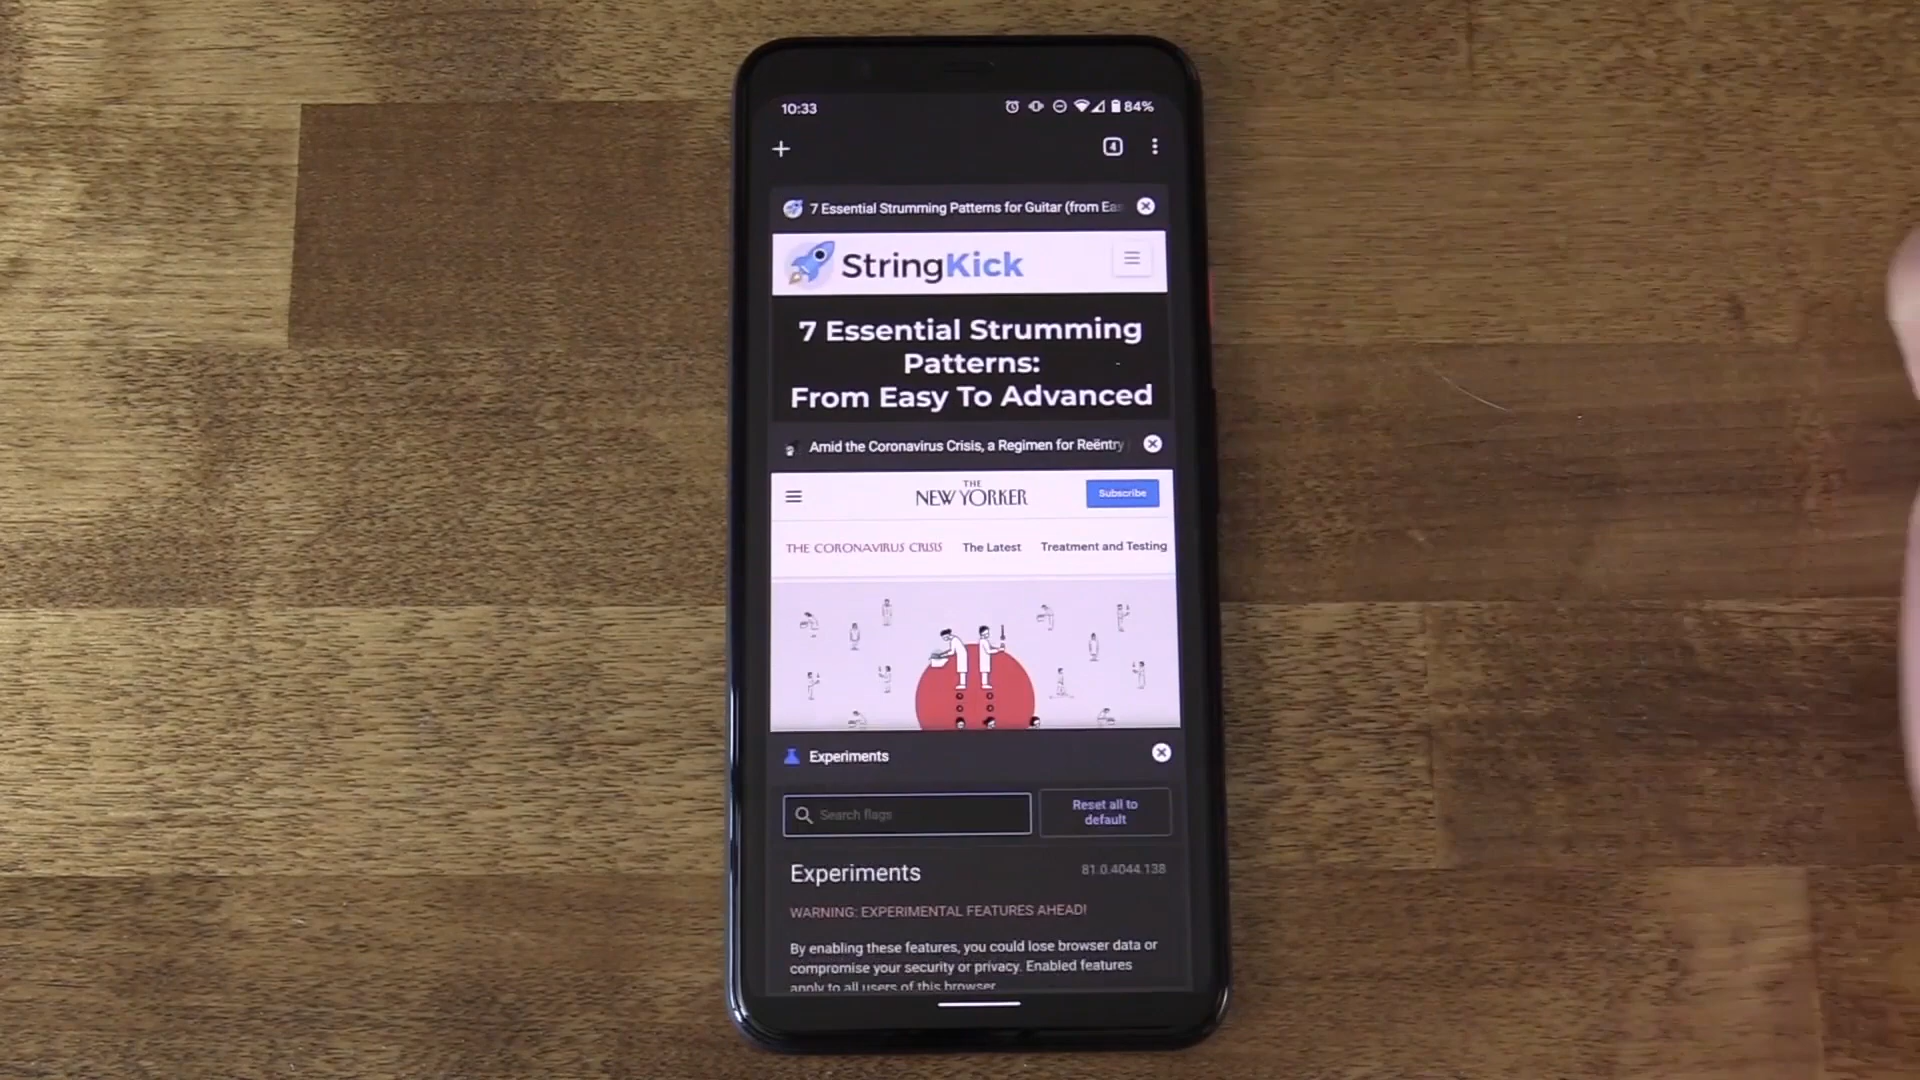 10:33
84%
4
7 Essential Strumming Patterns for Guitar (from Eas
StringKick
7 Essential Strumming
Patterns:
From Easy To Advanced
Amid the Coronavirus Crisis, a Regimen for Reëntry
THE
NEW YORKER
Subscribe
THE CORONAVIRUS CRISIS The Latest Treatment and Testing
Experiments
Search flags
Reset all to
default
Experiments
81.0.4044.138
WARNING: EXPERIMENTAL FEATURES AHEAD!
By enabling these features, you could lose browser data or
compromise your security or privacy. Enabled features
apply to all users of this browser.